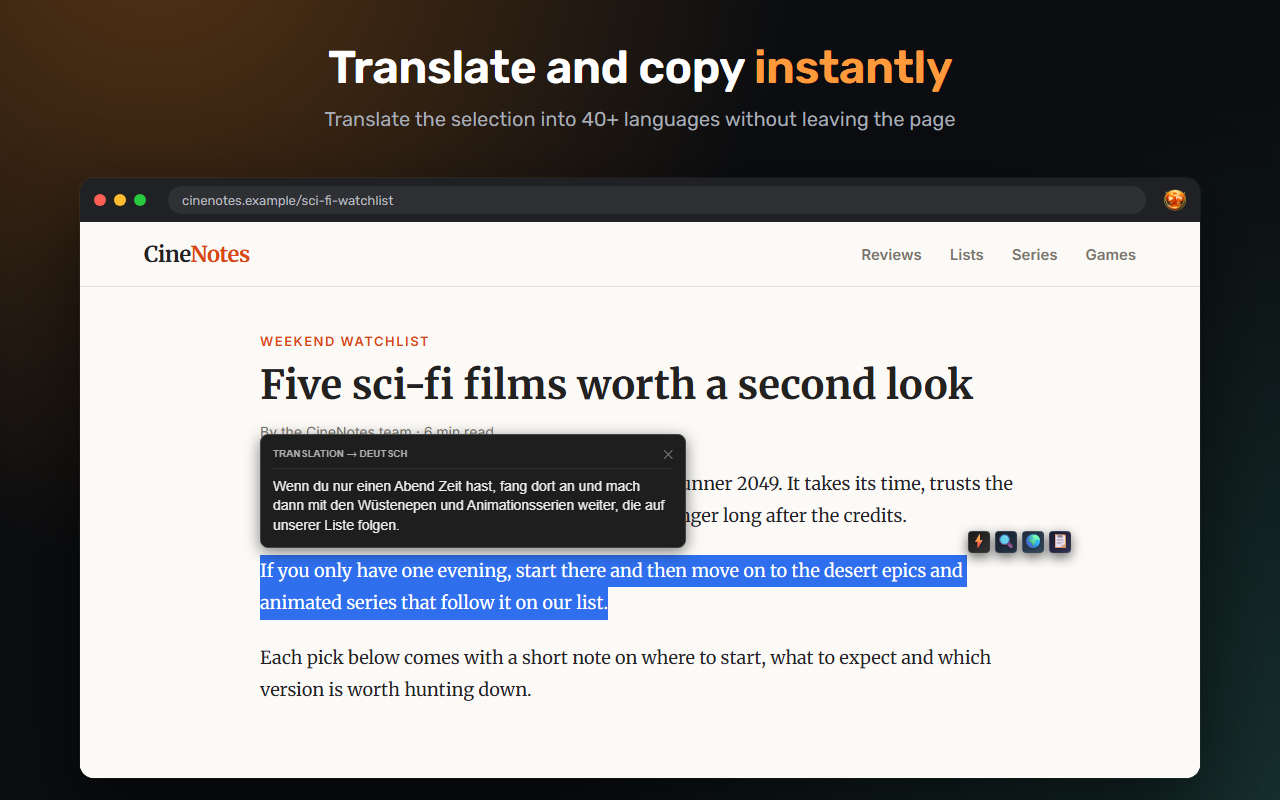 Translate and copy instantly
Translate the selection into 40+ languages without leaving the page
cinenotes.example/sci-fi-watchlist
CineNotes
Reviews Lists Series Games
WEEKEND WATCHLIST
Five sci-fi films worth a second look
By the CineNotes team · 6 min read
TRANSLATION → DEUTSCH
Wenn du nur einen Abend Zeit hast, fang dort an und mach
dann mit den Wüstenepen und Animationsserien weiter, die auf
unserer Liste folgen.
2049. It takes its time, trusts the
long after the credits.
If you only have one evening, start there and then move on to the desert epics and
animated series that follow it on our list.
Each pick below comes with a short note on where to start, what to expect and which
version is worth hunting down.